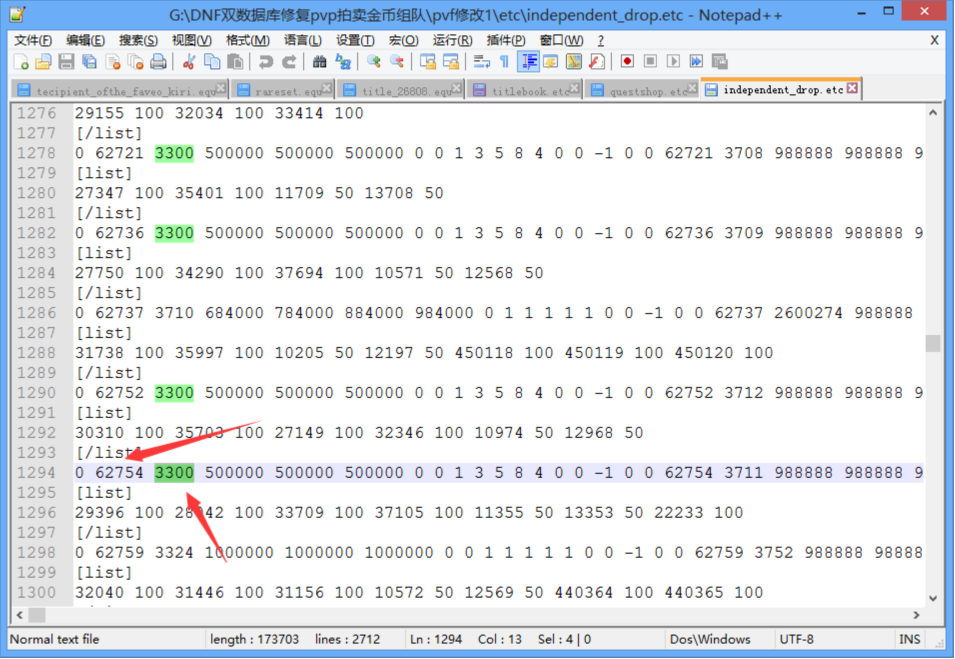 G:\DNF双数据库修复pvp拍卖金币组队\pvf修改1\etc\independent_drop.etc - Notepad++
文件(F) 编辑(E) 搜索(S) 视图(V) 格式(M) 语言(L) 设置(T) 宏(O) 运行(R) 插件(P) 窗口(W) ? X
tecipient_ofthe_faveo_kiri.equ rareset.equ title_26808.equ titlebook.etc questshop.etc independent_drop.etc
1276 29155 100 32034 100 33414 100
1277 [/list]
1278 0 62721 3300 500000 500000 500000 0 0 1 3 5 8 4 0 0 -1 0 0 62721 3708 988888 988888 9
1279 [list]
1280 27347 100 35401 100 11709 50 13708 50
1281 [/list]
1282 0 62736 3300 500000 500000 500000 0 0 1 3 5 8 4 0 0 -1 0 0 62736 3709 988888 988888 9
1283 [list]
1284 27750 100 34290 100 37694 100 10571 50 12568 50
1285 [/list]
1286 0 62737 3710 684000 784000 884000 984000 0 1 1 1 1 1 0 0 -1 0 0 62737 2600274 988888
1287 [list]
1288 31738 100 35997 100 10205 50 12197 50 450118 100 450119 100 450120 100
1289 [/list]
1290 0 62752 3300 500000 500000 500000 0 0 1 3 5 8 4 0 0 -1 0 0 62752 3712 988888 988888 9
1291 [list]
1292 30310 100 35703 100 27149 100 32346 100 10974 50 12968 50
1293 [/list
1294 0 62754 3300 500000 500000 500000 0 0 1 3 5 8 4 0 0 -1 0 0 62754 3711 988888 988888 9
1295 [list]
1296 29396 100 100 33709 100 37105 100 11355 50 13353 50 22233 100
1297 [/list]
1298 0 62759 3324 1000000 1000000 1000000 0 0 1 1 1 1 1 0 0 -1 0 0 62759 3752 988888 98888
1299 [list]
1300 32040 100 31446 100 31156 100 10572 50 12569 50 440364 100 440365 100
Normal text file length : 173703 lines : 2712 Ln : 1294 Col : 13 Sel : 4 | 0 Dos\Windows UTF-8 INS